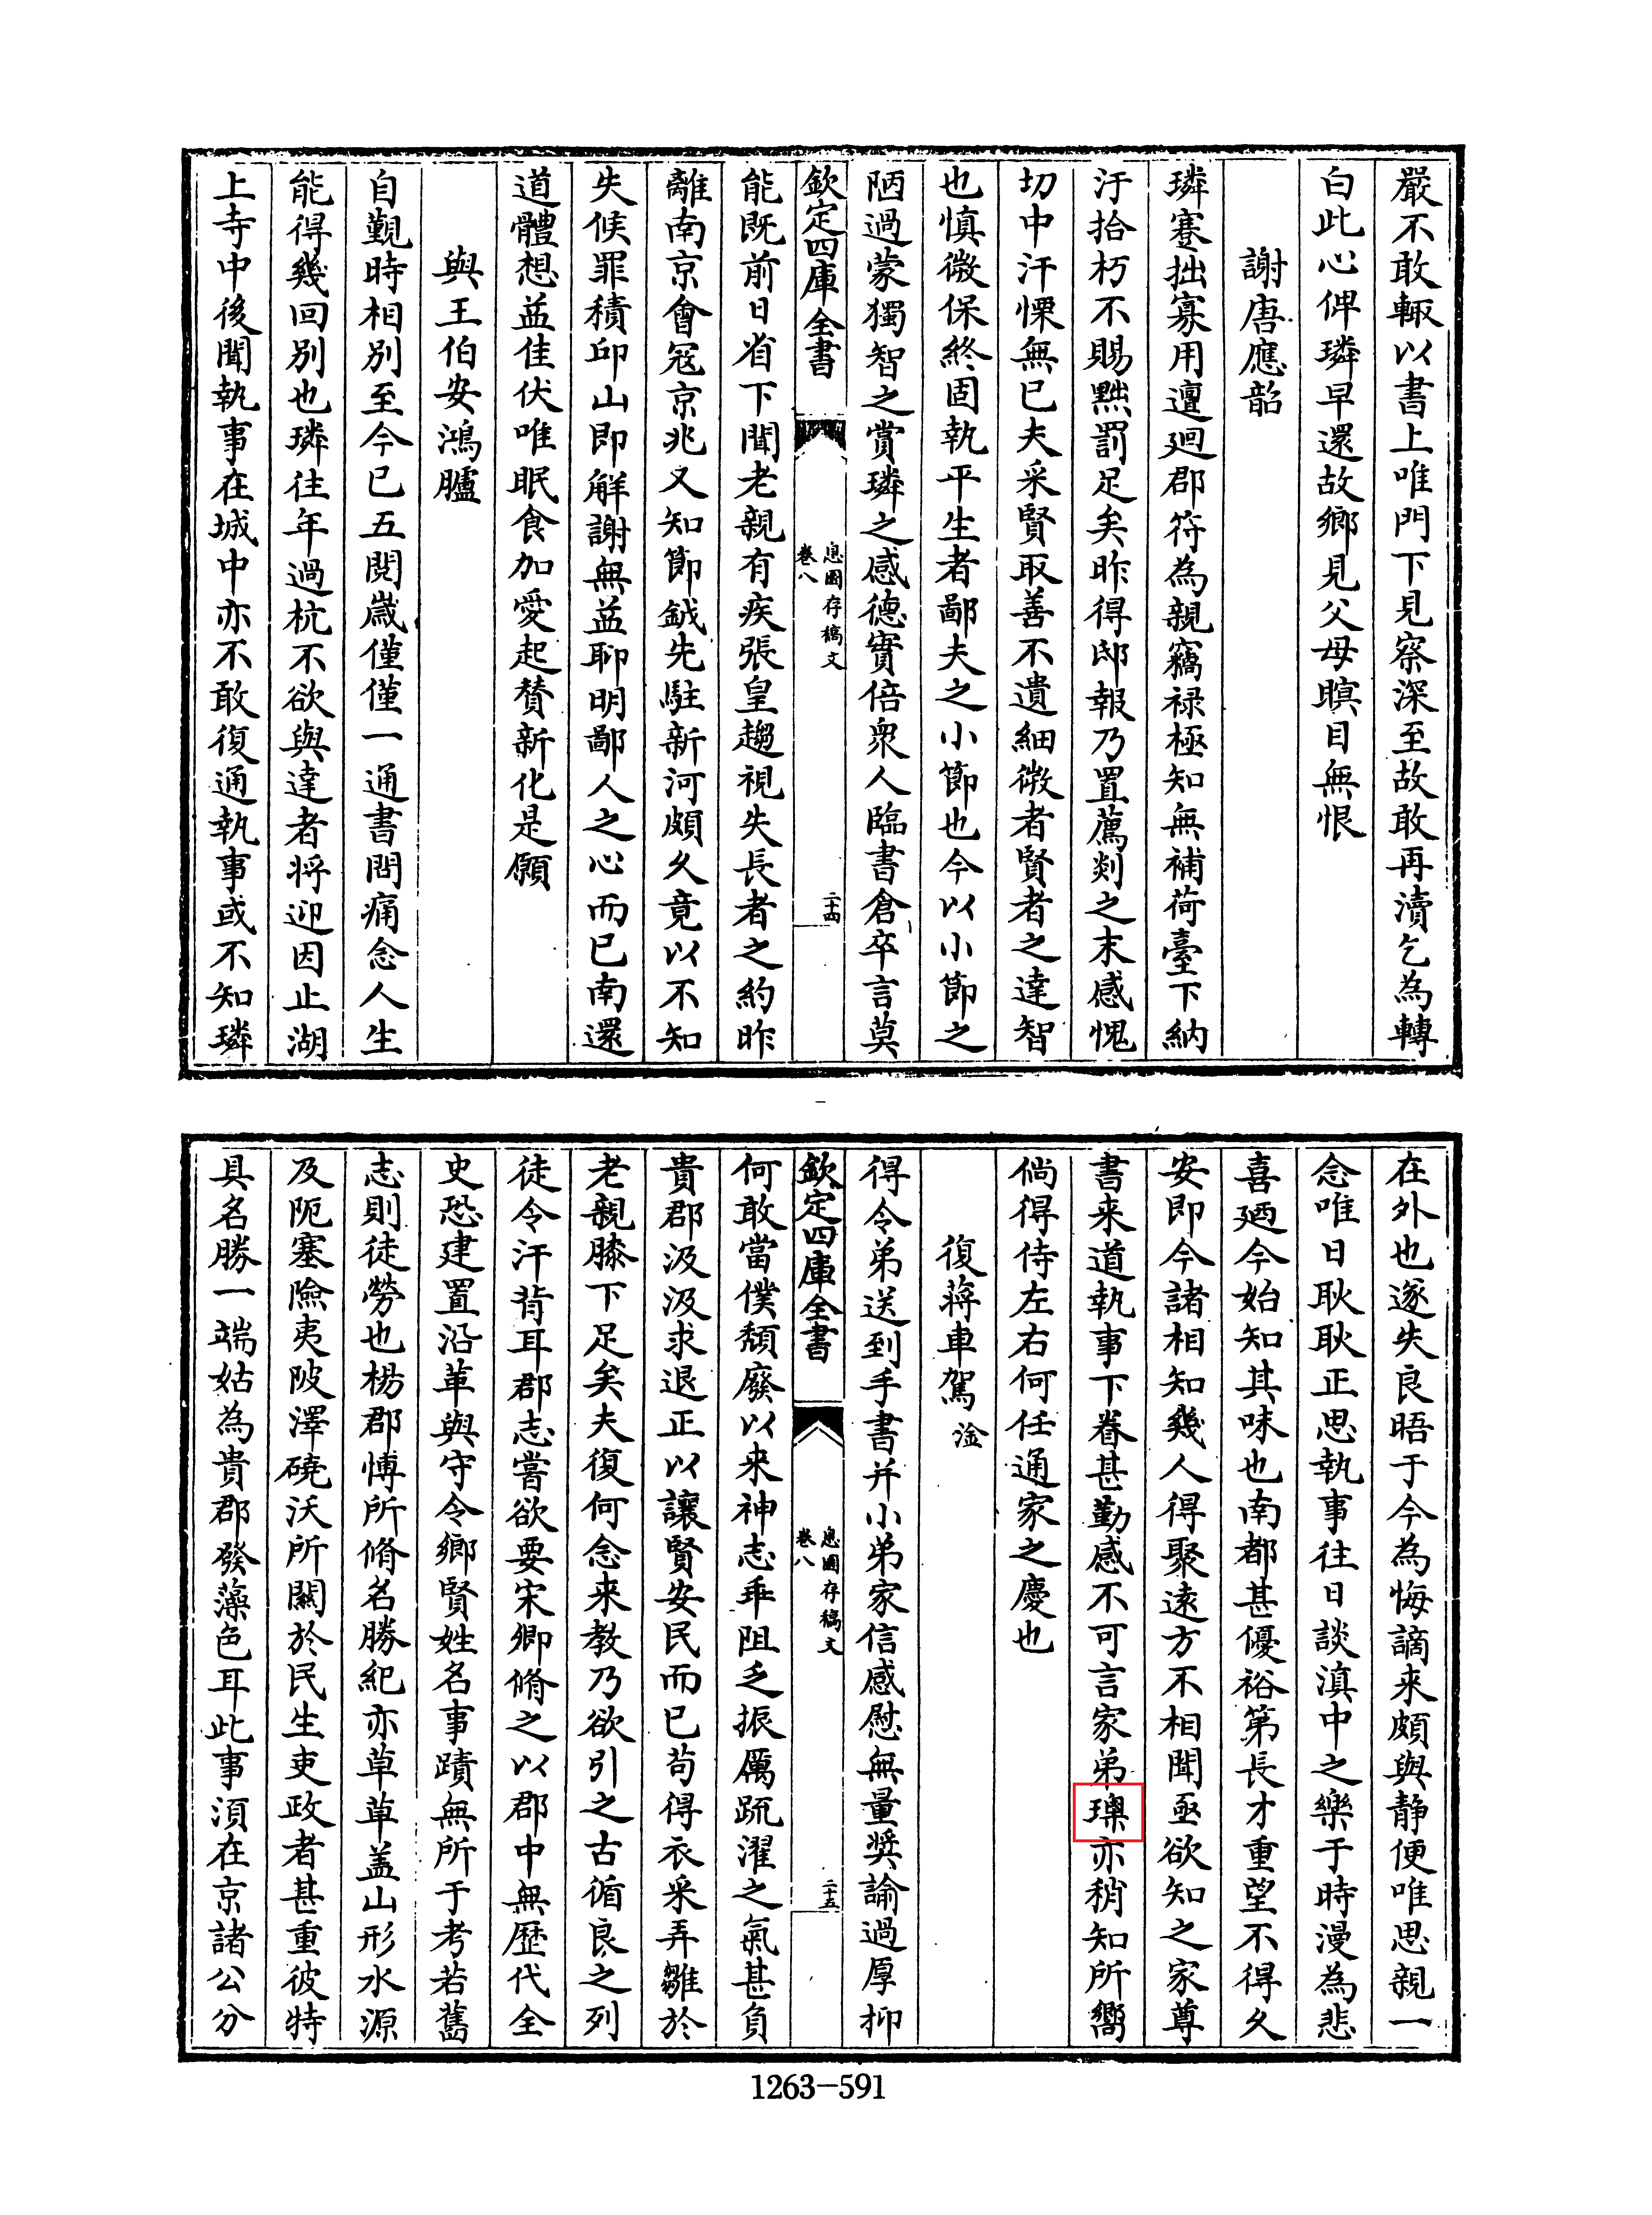 嚴不敢輙以書上唯門下見察深至故敢再瀆乞為轉
白此心俾璘早還故鄉見父母瞑目無恨
謝唐應韶
璘蹇拙寡用邅迴郡符為親竊禄極知無補荷臺下納
汙拾朽不賜黜罰足矣昨得邸報乃置薦剡之末感愧
切中汗慄無已夫采賢取善不遺細微者賢者之達智
也慎微保終固執平生者鄙夫之小節也今以小節之
陋過蒙獨智之賞璘之感德實倍衆人臨書倉卒言莫
欽定四庫全書
息園存稿文
卷八
二十四
能既前日省下聞老親有疾張皇趨視失長者之約昨
離南京會冦京兆又知節鉞先駐新河頗久竟以不知
失候罪積邱山即解謝無益聊明鄙人之心而已南還
道體想益佳伏唯眠食加愛起賛新化是願
與王伯安鴻臚
自覲時相別至今已五閱嵗僅僅一通書問痛念人生
能得幾回別也璘往年過杭不欲與達者将迎因止湖
上寺中後聞執事在城中亦不敢復通執事或不知璘
在外也遂失良晤于今為悔謫来頗與静便唯思親一
念唯日耿耿正思執事往日談滇中之樂于時漫為悲
喜廼今始知其味也南都甚優裕第長才重望不得久
安即今諸相知幾人得聚遠方不相聞亟欲知之家尊
書来道執事下眷甚勤感不可言家弟瑮亦稍知所嚮
倘得侍左右何任通家之慶也
復蔣車駕淦
得令弟送到手書并小弟家信感慰無量奨諭過厚抑
欽定四庫全書
息園存稿文
卷八
二十五
何敢當僕頽廢以来神志乖阻乏振厲䟽濯之氣甚負
貴郡汲汲求退正以讓賢安民而已茍得衣采弄雛於
老親膝下足矣夫復何念来教乃欲引之古循良之列
徒令汗背耳郡志嘗欲要宋卿脩之以郡中無歴代全
史恐建置沿革與守令鄉賢姓名事蹟無所于考若舊
志則徒勞也楊郡愽所脩名勝紀亦草草盖山形水源
及阨塞險夷陂澤磽沃所關於民生吏政者甚重彼特
具名勝一端姑為貴郡發藻色耳此事湏在京諸公分
1263-591